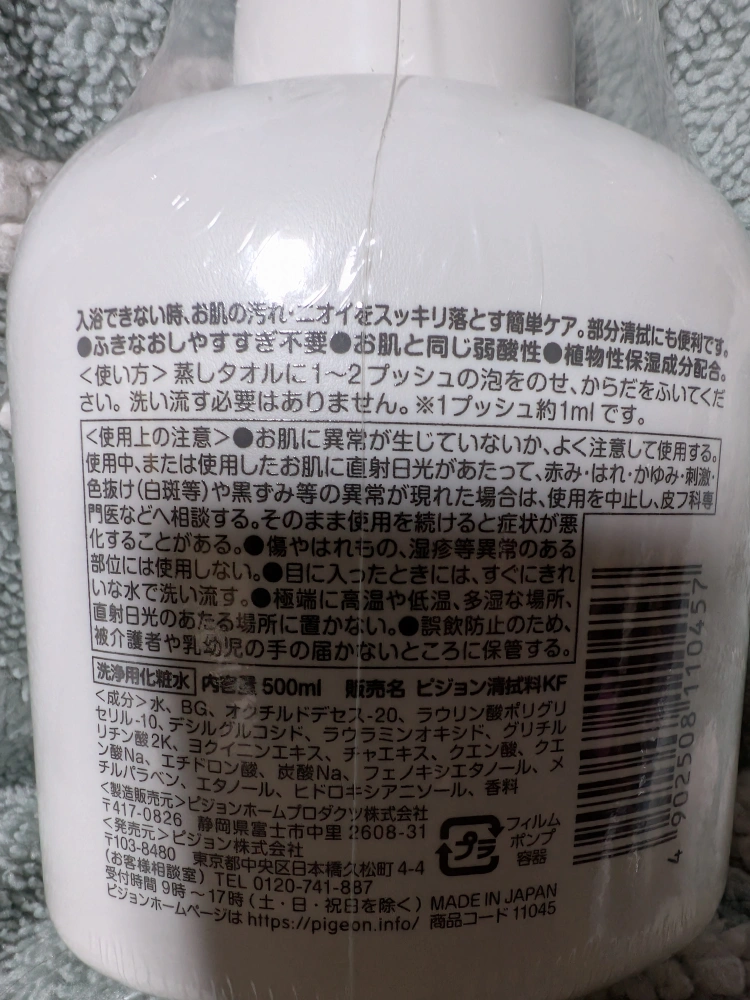 入浴できない時、お肌の汚れ・ニオイをスッキリ落とす簡単ケア。部分清拭にも便利です。
●ふきなおしやすすぎ不要●お肌と同じ弱酸性●植物性保湿成分配合。
＜使い方＞蒸しタオルに1〜2プッシュの泡をのせ、からだをふいてくだ
さい。洗い流す必要はありません。※1プッシュ約1mlです。
＜使用上の注意＞●お肌に異常が生じていないか、よく注意して使用する。
使用中、または使用したお肌に直射日光があたって、赤み・はれ・かゆみ・刺激・
色抜け(白斑等)や黒ずみ等の異常が現れた場合は、使用を中止し、皮フ科専
門医などへ相談する。そのまま使用を続けると症状が悪
化することがある。●傷やはれもの、湿疹等異常のある
部位には使用しない。●目に入ったときには、すぐにきれ
いな水で洗い流す。●極端に高温や低温、多湿な場所、
直射日光のあたる場所に置かない。●誤飲防止のため、
被介護者や乳幼児の手の届かないところに保管する。
洗浄用化粧水 内容量 500ml 販売名 ピジョン清拭料KF
＜成分＞水、BG、オクチルドデセス-20、ラウリン酸ポリグリ
セリル-10、デシルグルコシド、ラウラミンオキシド、グリチル
リチン酸2K、ヨクイニンエキス、チャエキス、クエン酸、クエ
ン酸Na、エチドロン酸、炭酸Na、フェノキシエタノール、メ
チルパラベン、エタノール、ヒドロキシアニソール、香料
＜製造販売元＞ピジョンホームプロダクツ株式会社
〒417-0826 静岡県富士市中里 2608-31
＜発売元＞ピジョン株式会社
〒103-8480 東京都中央区日本橋久松町 4-4
(お客様相談室) TEL 0120-741-887
受付時間 9時〜17時(土・日・祝日を除く) MADE IN JAPAN
ピジョンホームページは https://pigeon.info/ 商品コード 11045
プラ
フィルム
ポンプ
容器
4 902508 110457